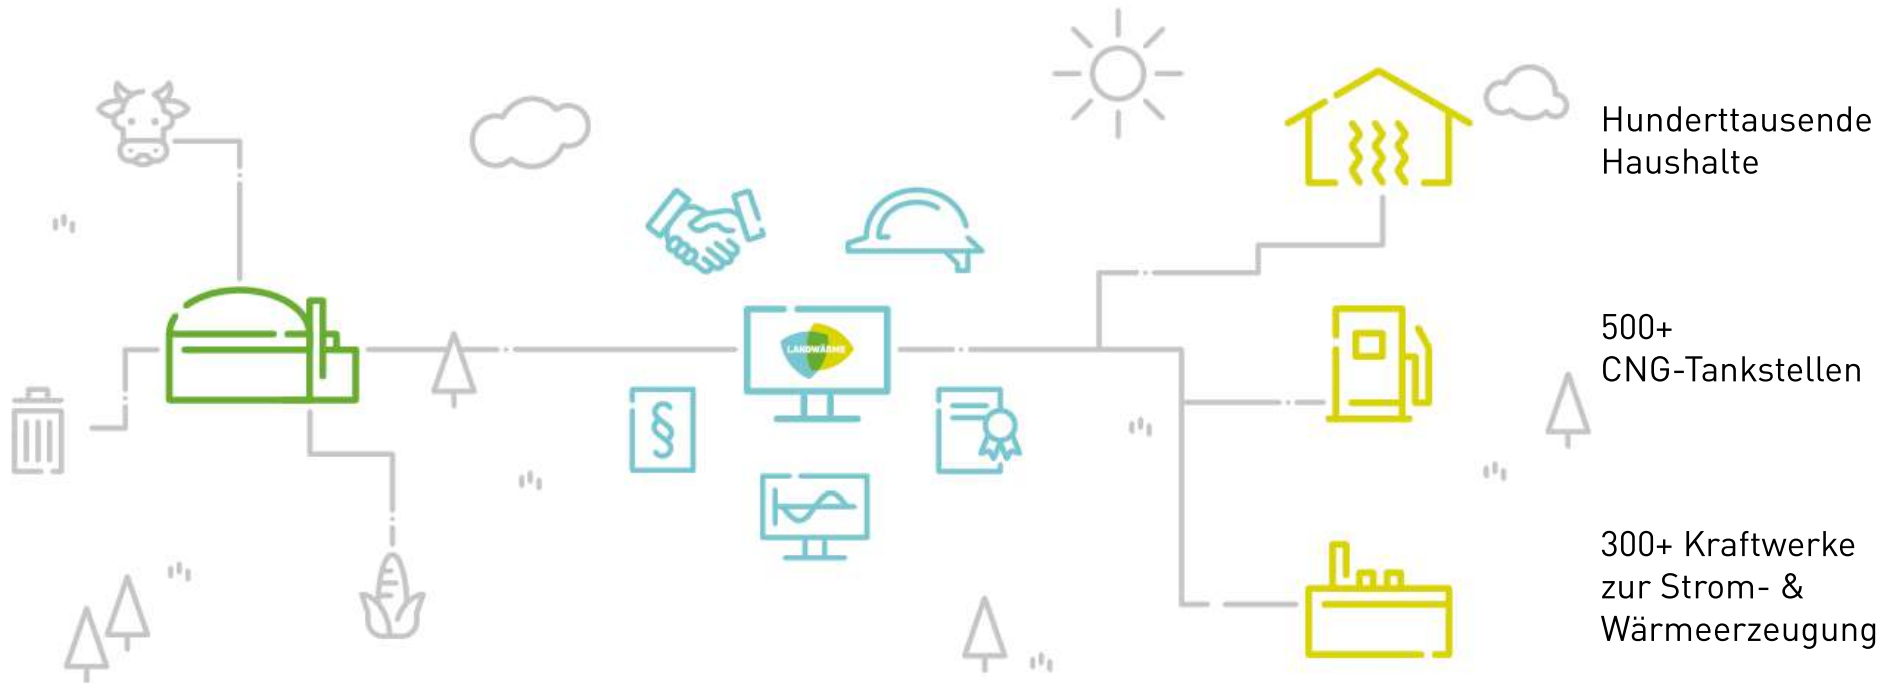 LANDWÄRME
Hunderttausende
Haushalte
500+
CNG-Tankstellen
§
300+ Kraftwerke
zur Strom- &
Wärmeerzeugung